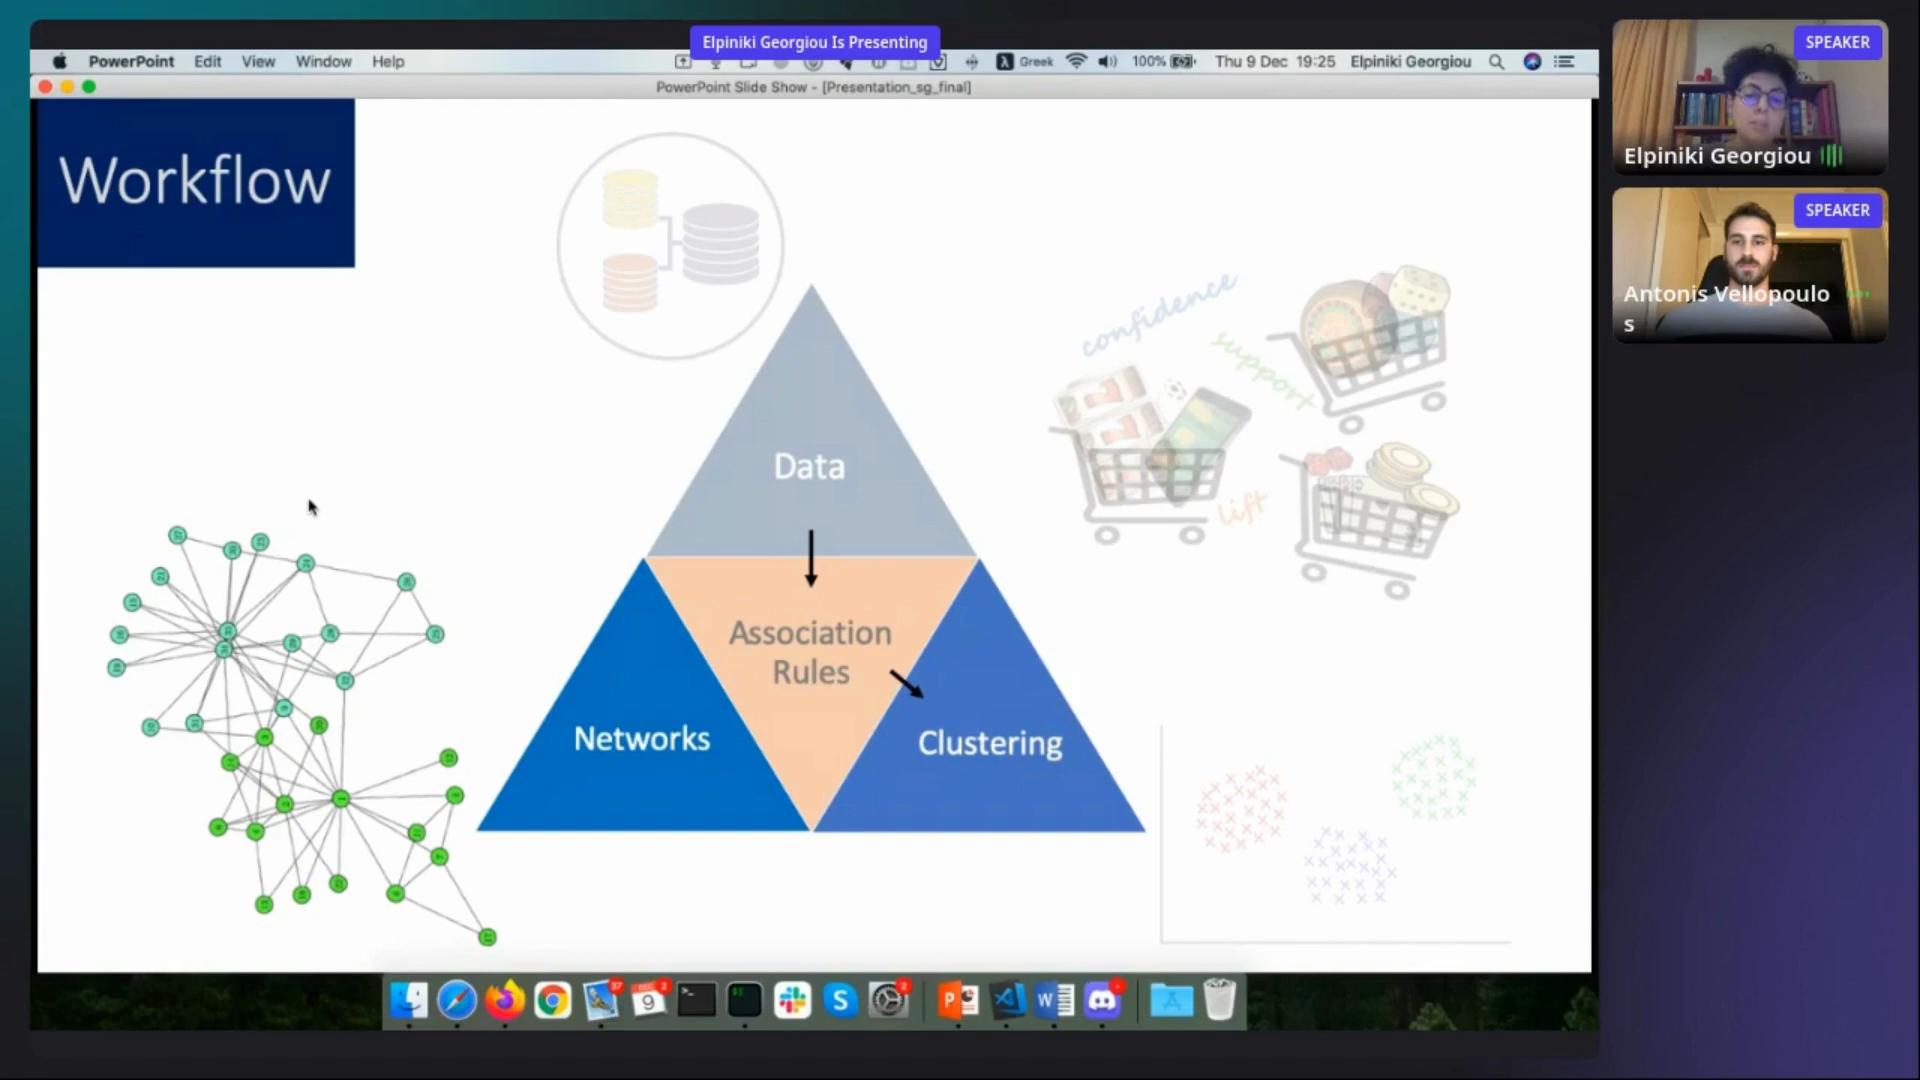 Elpiniki Georgiou Is Presenting
PowerPoint Edit View Window Help
Greek 100% Thu 9 Dec 19:25 Elpiniki Georgiou
PowerPoint Slide Show - [Presentation_sg_final]
Workflow
confidence
support
lift
Data
Association
Rules
Networks
Clustering
SPEAKER
Elpiniki Georgiou
SPEAKER
Antonis Vellopoulo
s